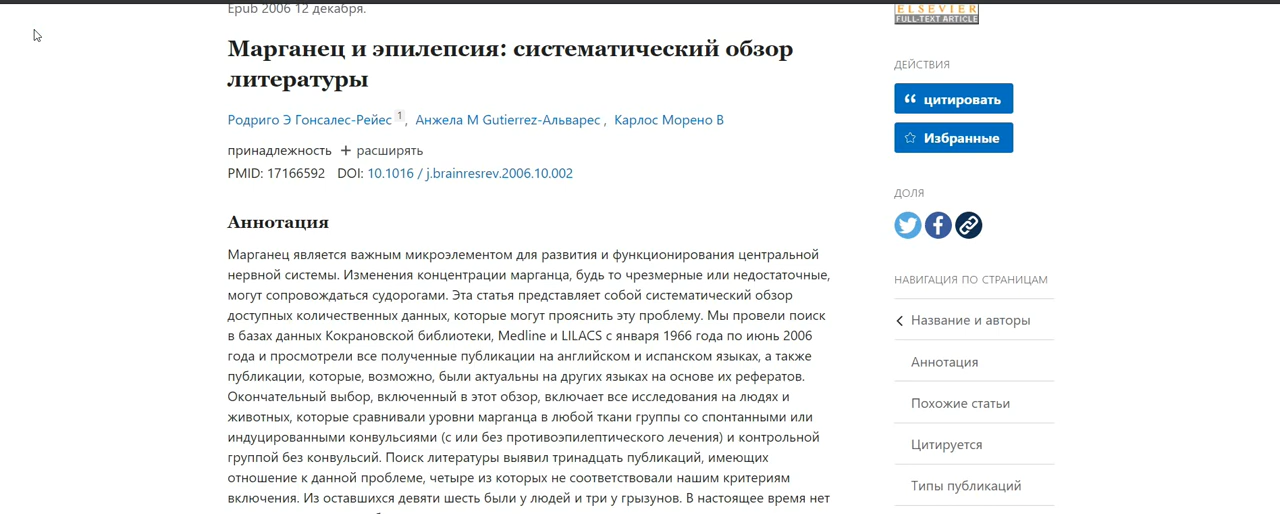 Epub 2006 12 декабря.
Марганец и эпилепсия: систематический обзор
литературы
Родриго Э Гонсалес-Рейес 1, Анжела М Gutierrez-Альварес , Карлос Морено В
принадлежность + расширять
PMID: 17166592 DOI: 10.1016 / j.brainresrev.2006.10.002
Аннотация
Марганец является важным микроэлементом для развития и функционирования центральной
нервной системы. Изменения концентрации марганца, будь то чрезмерные или недостаточные,
могут сопровождаться судорогами. Эта статья представляет собой систематический обзор
доступных количественных данных, которые могут прояснить эту проблему. Мы провели поиск
в базах данных Кокрановской библиотеки, Medline и LILACS с января 1966 года по июнь 2006
года и просмотрели все полученные публикации на английском и испанском языках, а также
публикации, которые, возможно, были актуальны на других языках на основе их рефератов.
Окончательный выбор, включенный в этот обзор, включает все исследования на людях и
животных, которые сравнивали уровни марганца в любой ткани группы со спонтанными или
индуцированными конвульсиями (с или без противоэпилептического лечения) и контрольной
группой без конвульсий. Поиск литературы выявил тринадцать публикаций, имеющих
отношение к данной проблеме, четыре из которых не соответствовали нашим критериям
включения. Из оставшихся девяти шесть были у людей и три у грызунов. В настоящее время нет
ELSEVIER
FULL-TEXT ARTICLE
ДЕЙСТВИЯ
цитировать
Избранные
ДОЛЯ
НАВИГАЦИЯ ПО СТРАНИЦАМ
Название и авторы
Аннотация
Похожие статьи
Цитируется
Типы публикаций